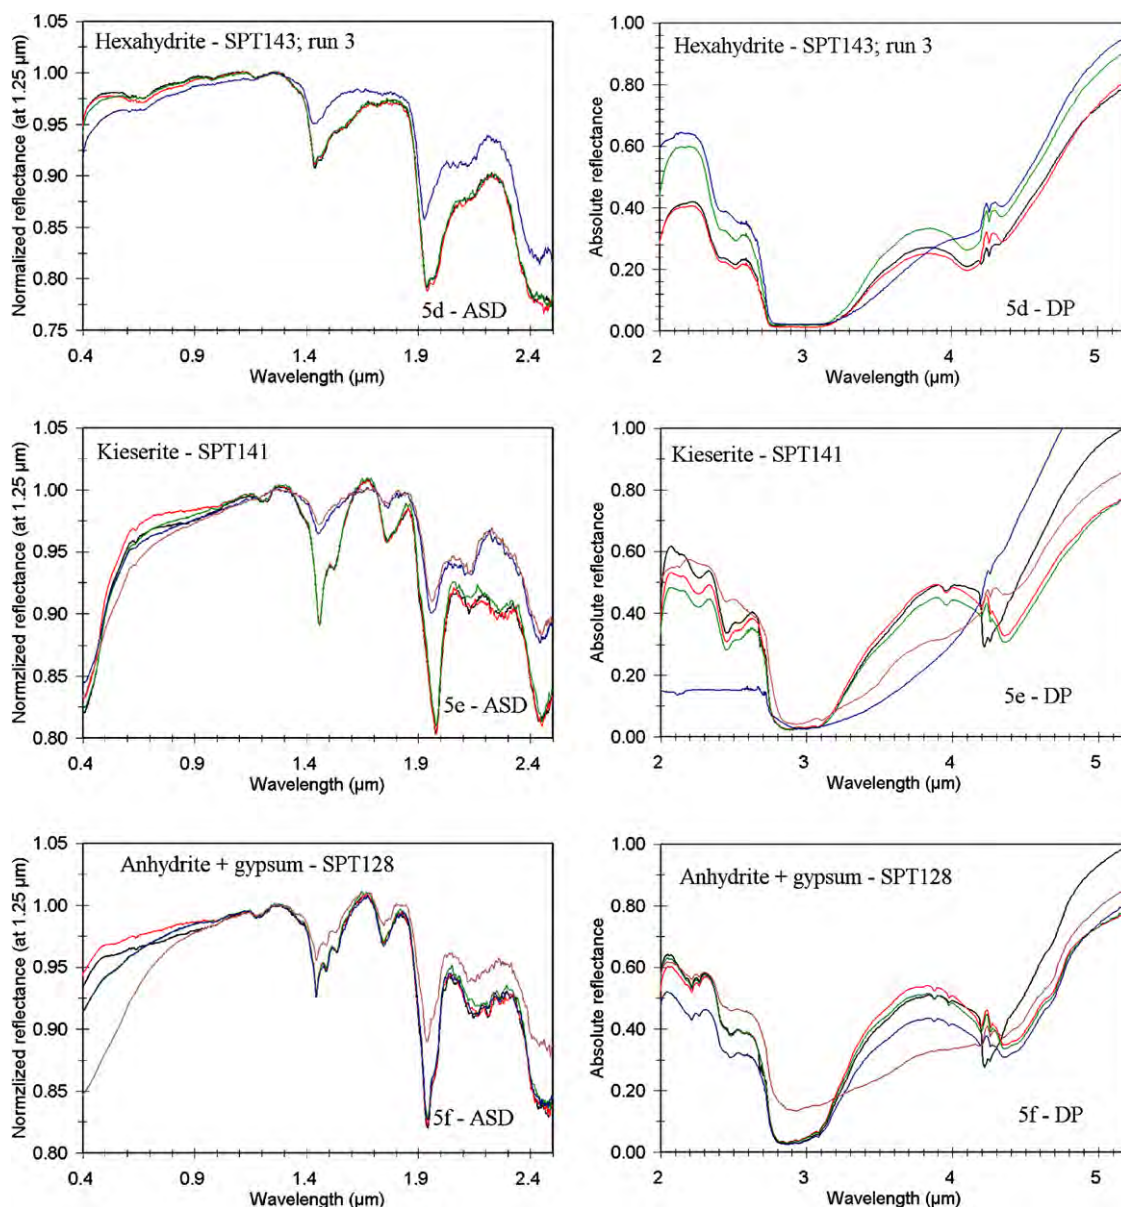 Hexahydrite - SPT143; run 3
Normalized reflectance (at 1.25 µm)
1.05
1.00
0.95
0.90
0.85
0.80
0.75
5d - ASD
0.4 0.9 1.4 1.9 2.4
Wavelength (µm)
Hexahydrite - SPT143; run 3
Absolute reflectance
1.00
0.80
0.60
0.40
0.20
0.00
5d - DP
2 3 4 5
Wavelength (µm)
Kieserite - SPT141
Normlized reflectance (at 1.25 µm)
1.05
1.00
0.95
0.90
0.85
0.80
5e - ASD
0.4 0.9 1.4 1.9 2.4
Wavelength (µm)
Kieserite - SPT141
Absolute reflectance
1.00
0.80
0.60
0.40
0.20
0.00
5e - DP
2 3 4 5
Wavelength (µm)
Anhydrite + gypsum - SPT128
Normzlized reflectance (at 1.25 µm)
1.05
1.00
0.95
0.90
0.85
0.80
5f - ASD
0.4 0.9 1.4 1.9 2.4
Wavelength (µm)
Anhydrite + gypsum - SPT128
Absolute reflectance
1.00
0.80
0.60
0.40
0.20
0.00
5f - DP
2 3 4 5
Wavelength (µm)